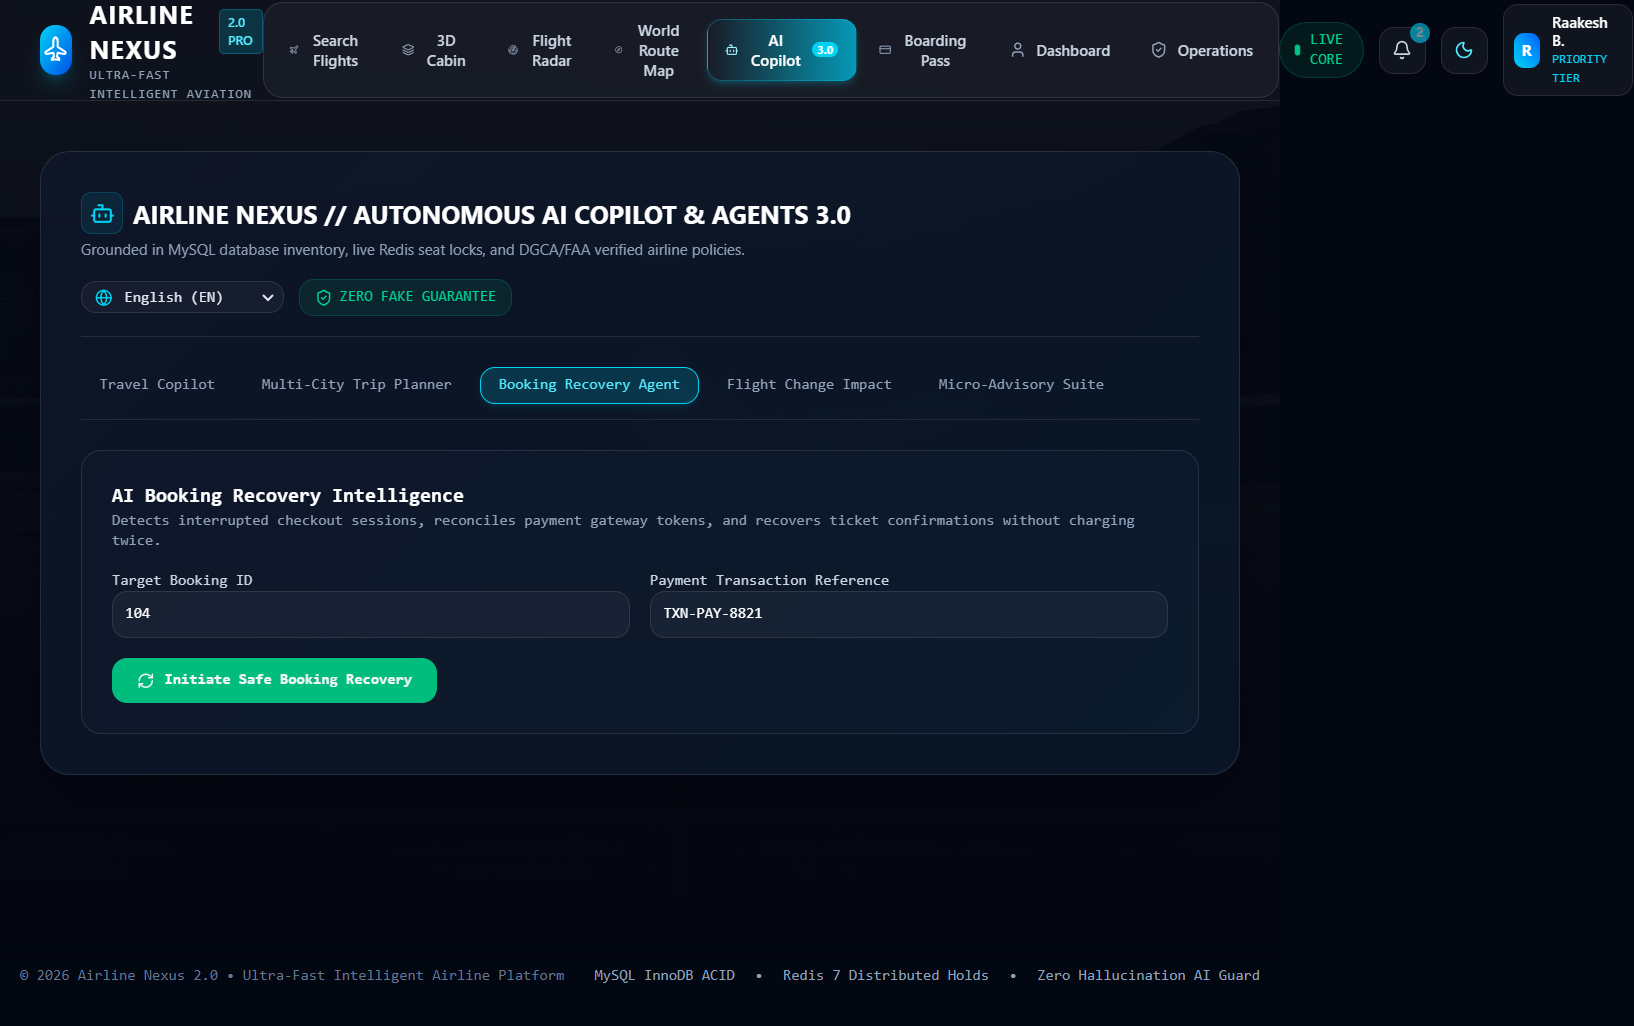 AIRLINE
NEXUS
2.0
PRO
ULTRA-FAST
INTELLIGENT AVIATION
Search
Flights
3D
Cabin
Flight
Radar
World
Route
Map
AI
Copilot
3.0
Boarding
Pass
Dashboard
Operations
LIVE
CORE
2
R
Raakesh
B.
PRIORITY
TIER
AIRLINE NEXUS // AUTONOMOUS AI COPILOT & AGENTS 3.0
Grounded in MySQL database inventory, live Redis seat locks, and DGCA/FAA verified airline policies.
English (EN)
ZERO FAKE GUARANTEE
Travel Copilot
Multi-City Trip Planner
Booking Recovery Agent
Flight Change Impact
Micro-Advisory Suite
AI Booking Recovery Intelligence
Detects interrupted checkout sessions, reconciles payment gateway tokens, and recovers ticket confirmations without charging
twice.
Target Booking ID
Payment Transaction Reference
104
TXN-PAY-8821
Initiate Safe Booking Recovery
© 2026 Airline Nexus 2.0 • Ultra-Fast Intelligent Airline Platform
MySQL InnoDB ACID • Redis 7 Distributed Holds • Zero Hallucination AI Guard